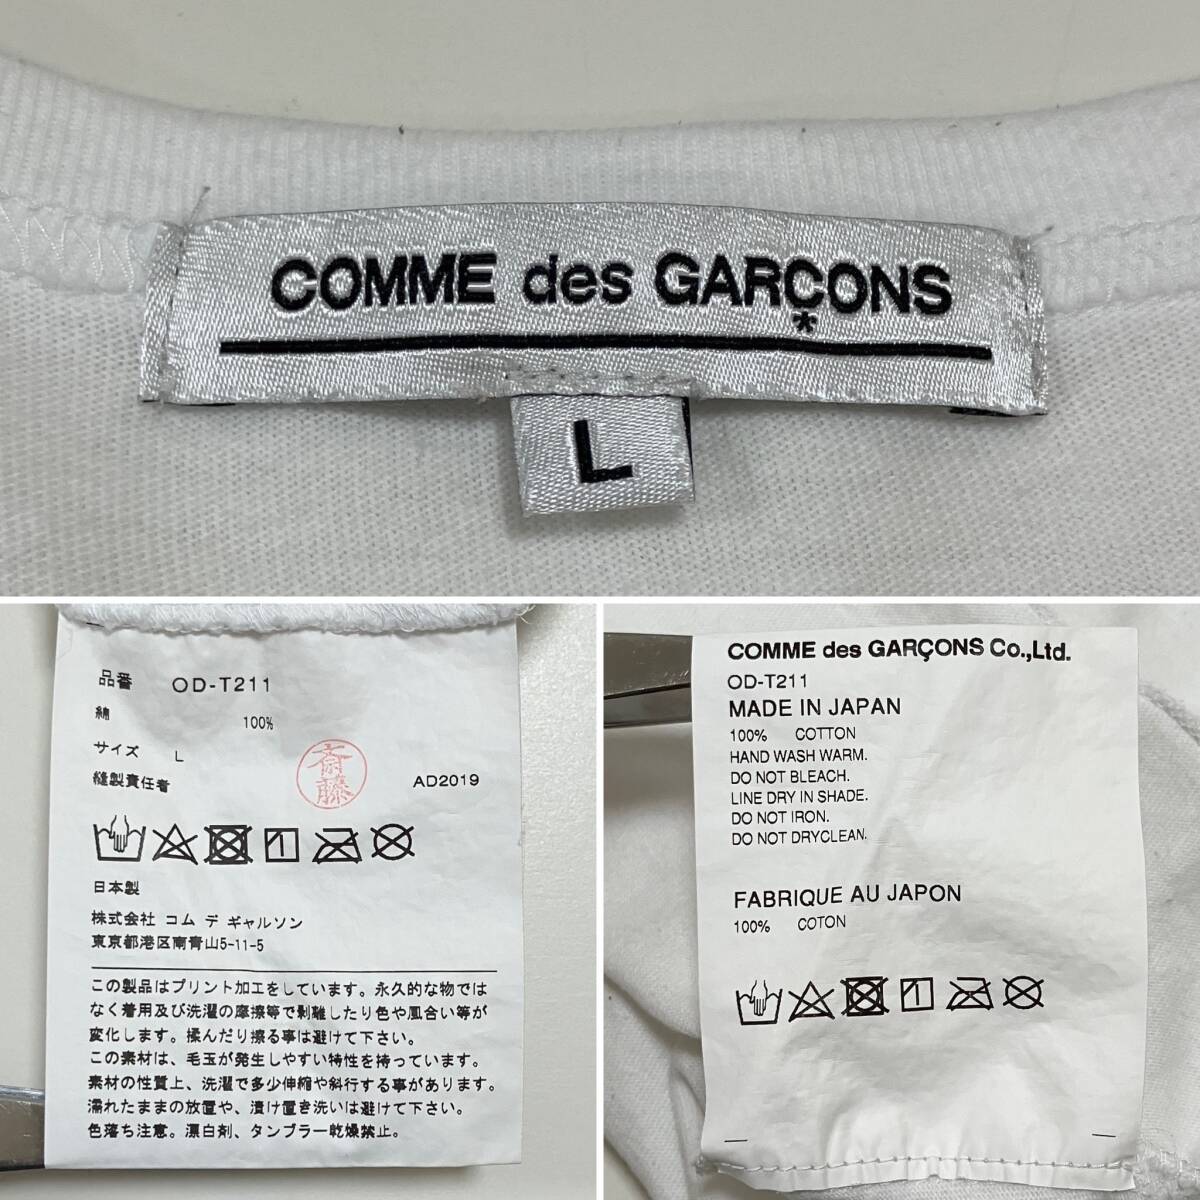 COMME des GARÇONS
*
L
品番 OD-T211
綿 100%
サイズ L
縫製責任者 斎藤 AD2019
日本製
株式会社 コム デ ギャルソン
東京都港区南青山5-11-5
この製品はプリント加工をしています。永久的な物では
なく着用及び洗濯の摩擦等で剝離したり色や風合い等が
変化します。揉んだり擦る事は避けて下さい。
この素材は、毛玉が発生しやすい特性を持っています。
素材の性質上、洗濯で多少伸縮や斜行する事があります。
濡れたままの放置や、漬け置き洗いは避けて下さい。
色落ち注意。漂白剤、タンブラー乾燥禁止。
COMME des GARÇONS Co.,Ltd.
OD-T211
MADE IN JAPAN
100% COTTON
HAND WASH WARM.
DO NOT BLEACH.
LINE DRY IN SHADE.
DO NOT IRON.
DO NOT DRYCLEAN.
FABRIQUE AU JAPON
100% COTON